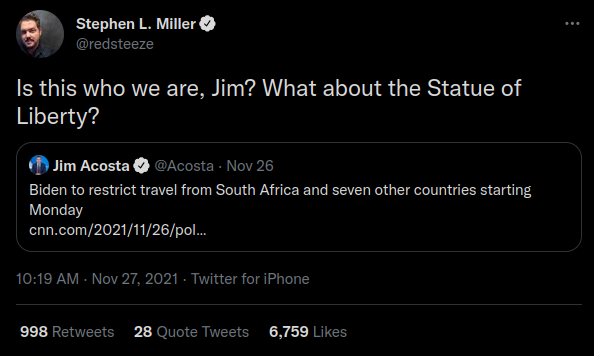 Stephen L. Miller
@redsteeze
Is this who we are, Jim? What about the Statue of
Liberty?
Jim Acosta @Acosta · Nov 26
Biden to restrict travel from South Africa and seven other countries starting
Monday
cnn.com/2021/11/26/pol...
10:19 AM · Nov 27, 2021 · Twitter for iPhone
998 Retweets 28 Quote Tweets 6,759 Likes